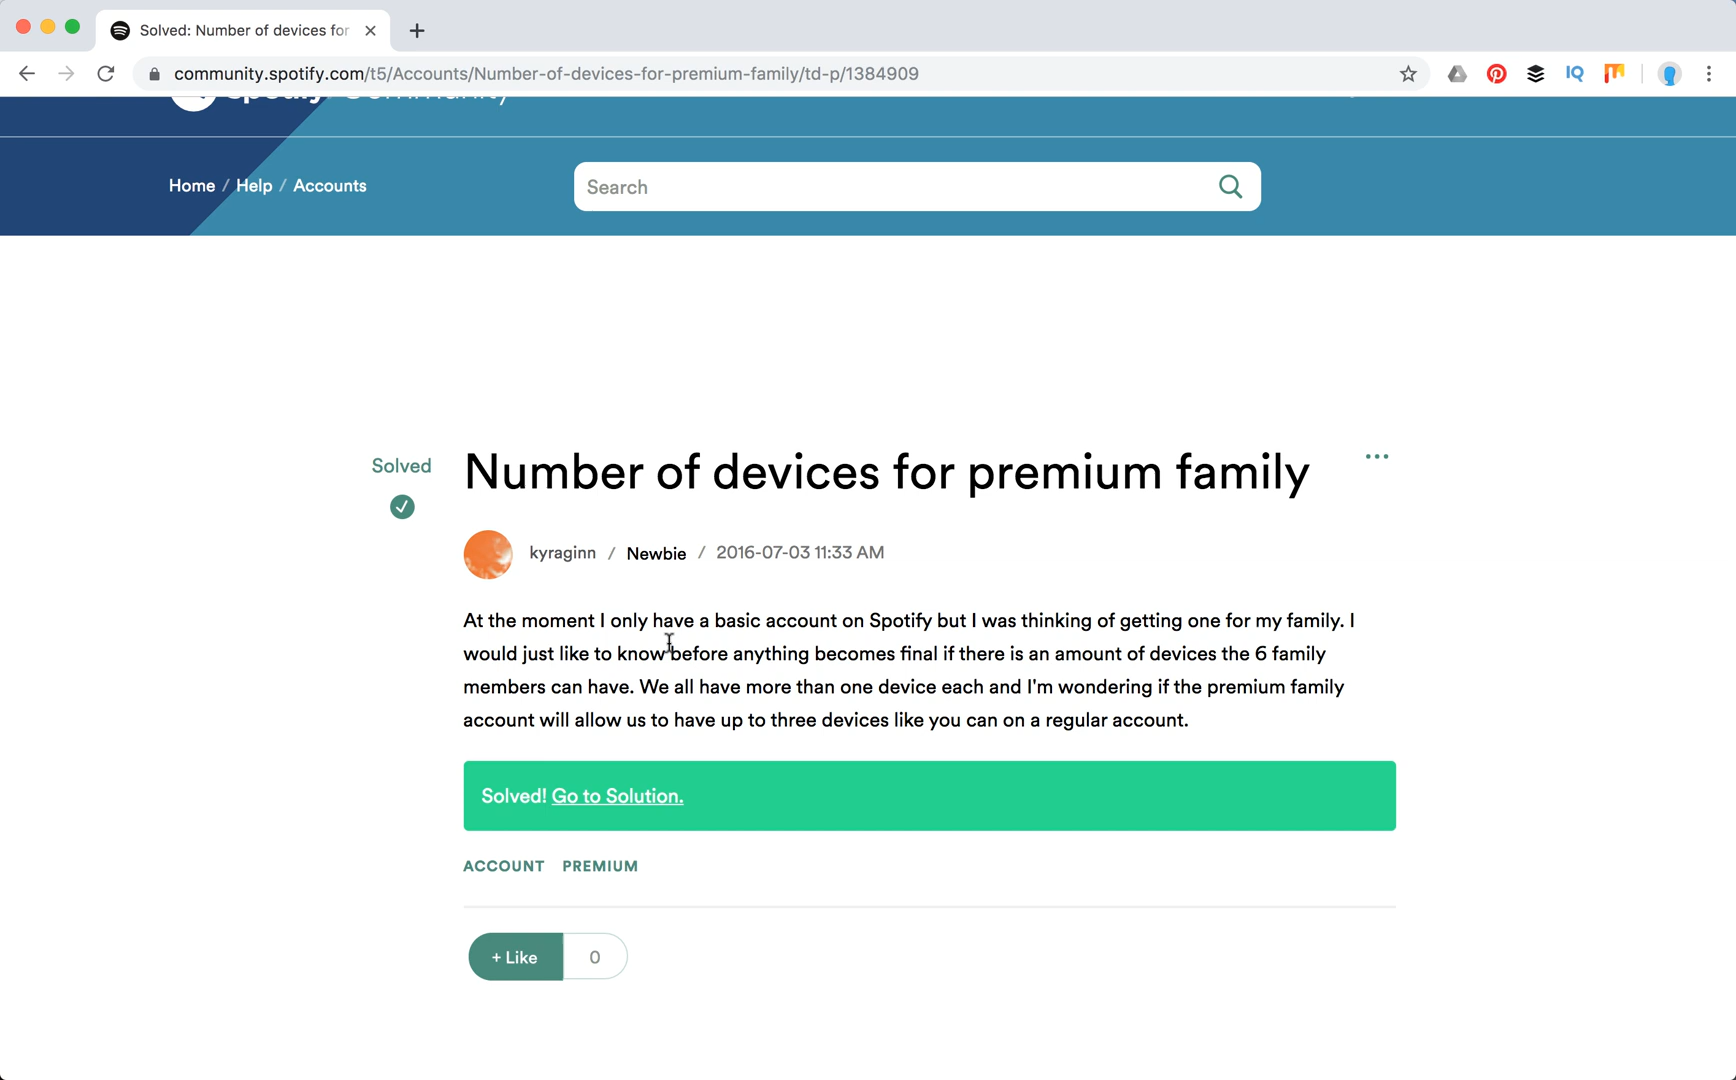 Solved: Number of devices for
community.spotify.com/t5/Accounts/Number-of-devices-for-premium-family/td-p/1384909
IQ
Spotify Community
Home / Help / Accounts
Search
Solved
Number of devices for premium family
kyraginn / Newbie / 2016-07-03 11:33 AM
At the moment I only have a basic account on Spotify but I was thinking of getting one for my family. I
would just like to know before anything becomes final if there is an amount of devices the 6 family
members can have. We all have more than one device each and I'm wondering if the premium family
account will allow us to have up to three devices like you can on a regular account.
Solved! Go to Solution.
ACCOUNT PREMIUM
+ Like 0